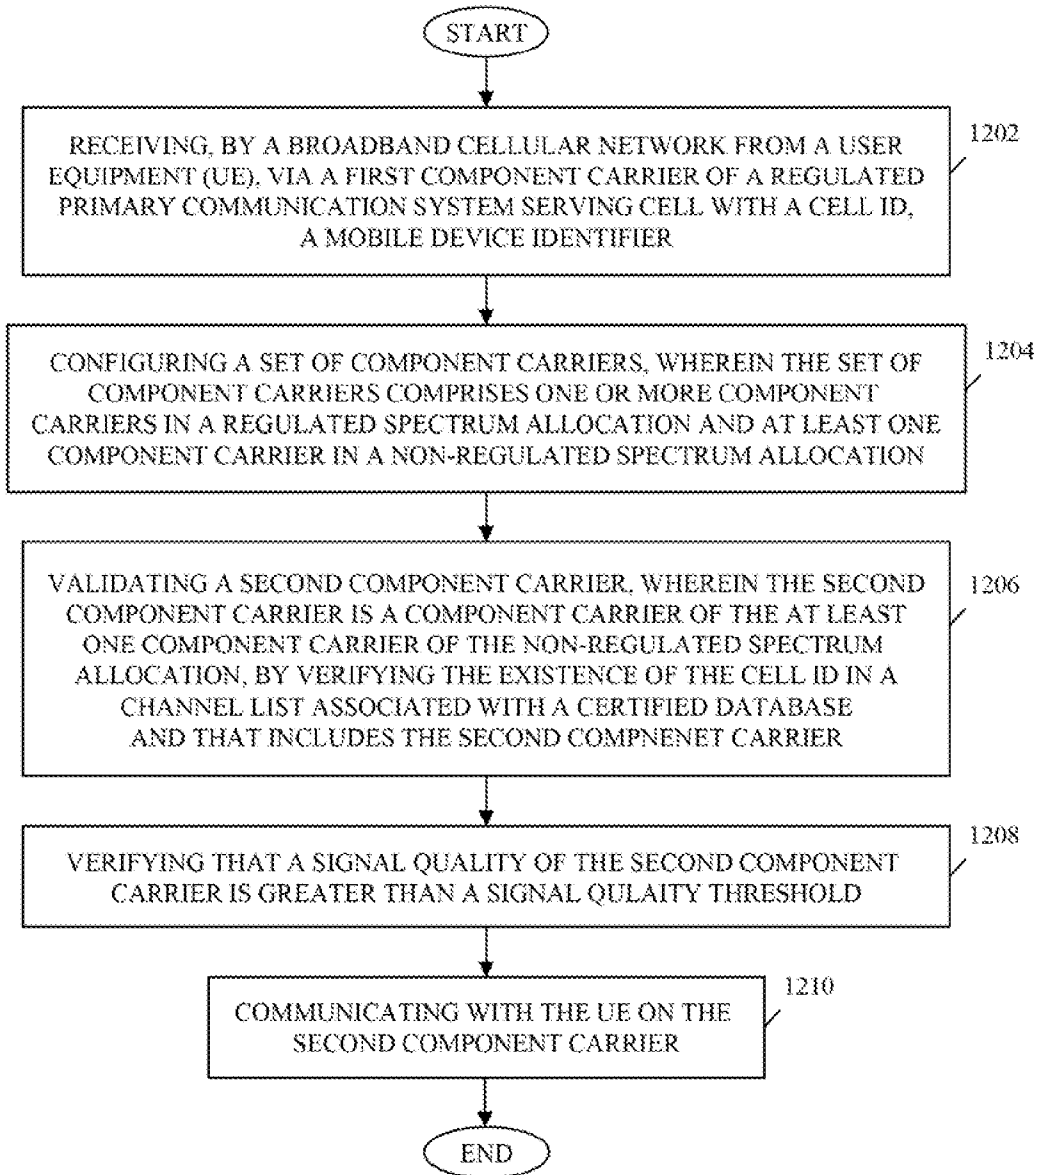 START
1202
RECEIVING, BY A BROADBAND CELLULAR NETWORK FROM A USER
EQUIPMENT (UE), VIA A FIRST COMPONENT CARRIER OF A REGULATED
PRIMARY COMMUNICATION SYSTEM SERVING CELL WITH A CELL ID,
A MOBILE DEVICE IDENTIFIER
1204
CONFIGURING A SET OF COMPONENT CARRIERS, WHEREIN THE SET OF
COMPONENT CARRIERS COMPRISES ONE OR MORE COMPONENT
CARRIERS IN A REGULATED SPECTRUM ALLOCATION AND AT LEAST ONE
COMPONENT CARRIER IN A NON-REGULATED SPECTRUM ALLOCATION
1206
VALIDATING A SECOND COMPONENT CARRIER, WHEREIN THE SECOND
COMPONENT CARRIER IS A COMPONENT CARRIER OF THE AT LEAST
ONE COMPONENT CARRIER OF THE NON-REGULATED SPECTRUM
ALLOCATION, BY VERIFYING THE EXISTENCE OF THE CELL ID IN A
CHANNEL LIST ASSOCIATED WITH A CERTIFIED DATABASE
AND THAT INCLUDES THE SECOND COMPNENET CARRIER
1208
VERIFYING THAT A SIGNAL QUALITY OF THE SECOND COMPONENT
CARRIER IS GREATER THAN A SIGNAL QULAITY THRESHOLD
1210
COMMUNICATING WITH THE UE ON THE
SECOND COMPONENT CARRIER
END